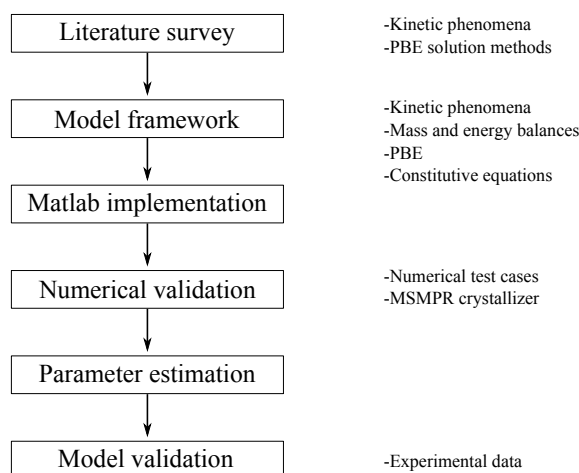 Literature survey
-Kinetic phenomena
-PBE solution methods
Model framework
-Kinetic phenomena
-Mass and energy balances
-PBE
-Constitutive equations
Matlab implementation
Numerical validation
-Numerical test cases
-MSMPR crystallizer
Parameter estimation
Model validation
-Experimental data